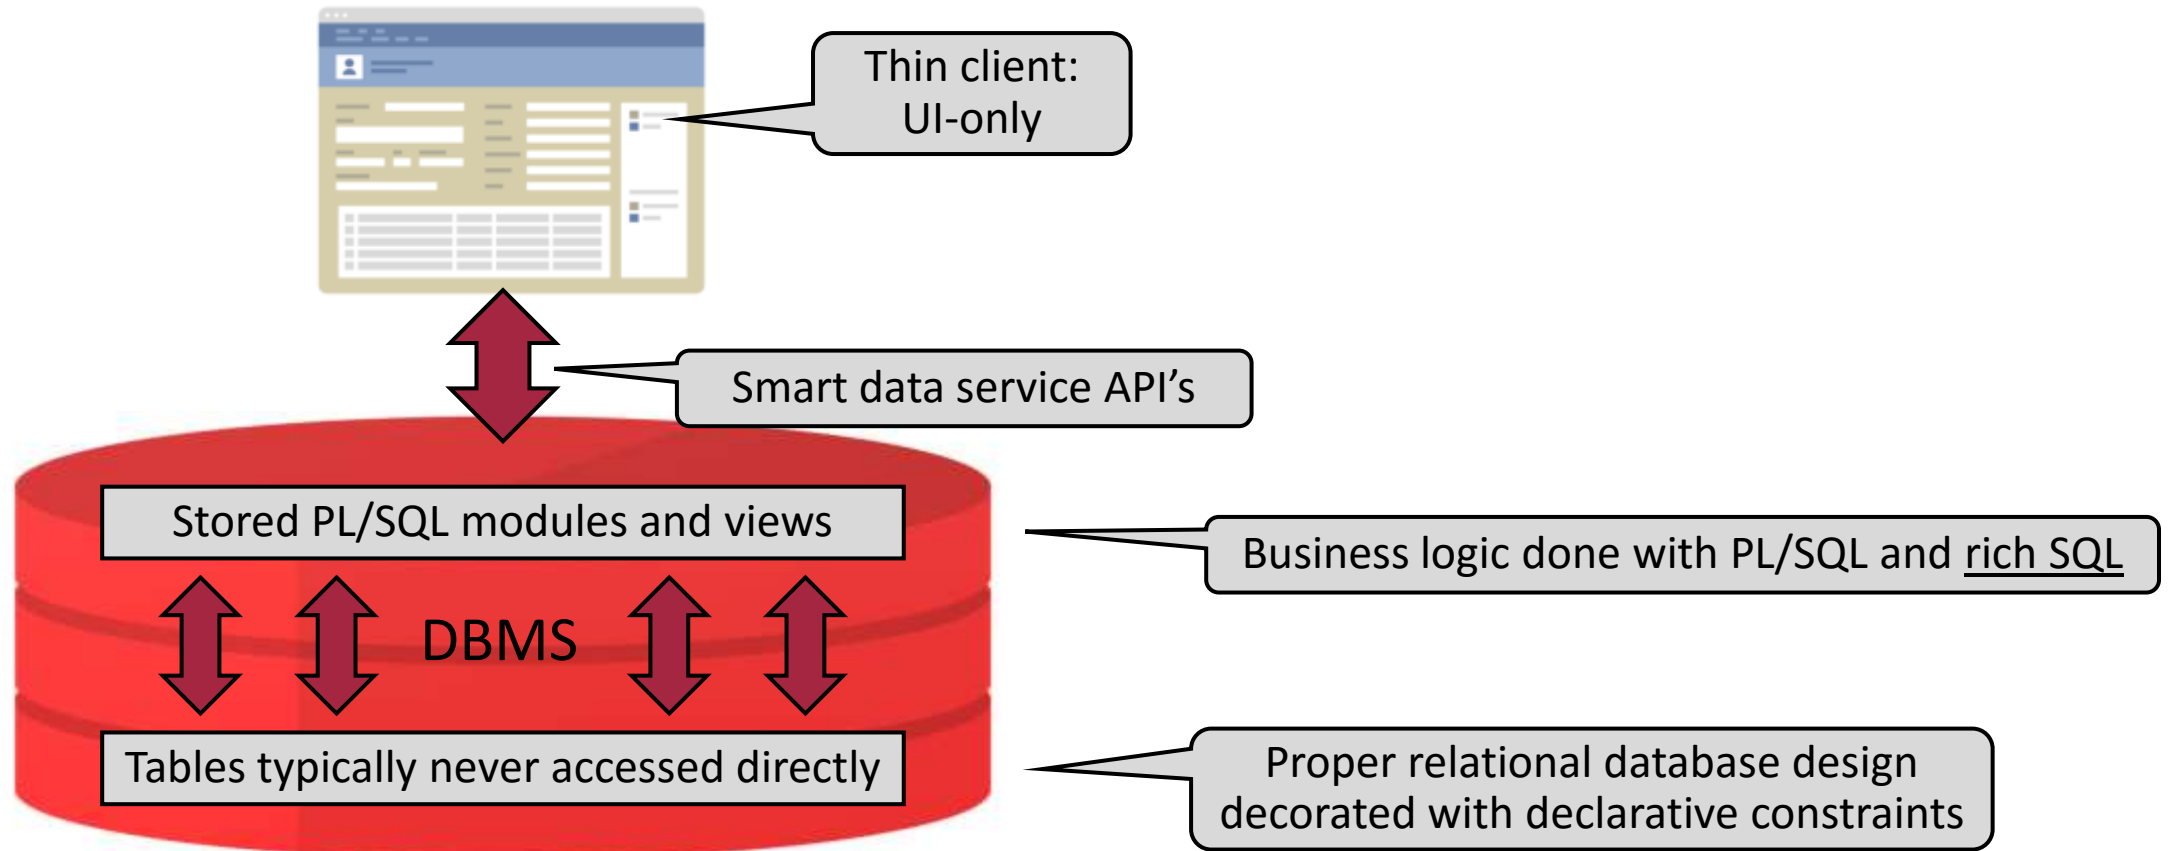 Thin client:
UI-only
Smart data service API’s
Stored PL/SQL modules and views
Business logic done with PL/SQL and rich SQL
DBMS
Tables typically never accessed directly
Proper relational database design
decorated with declarative constraints